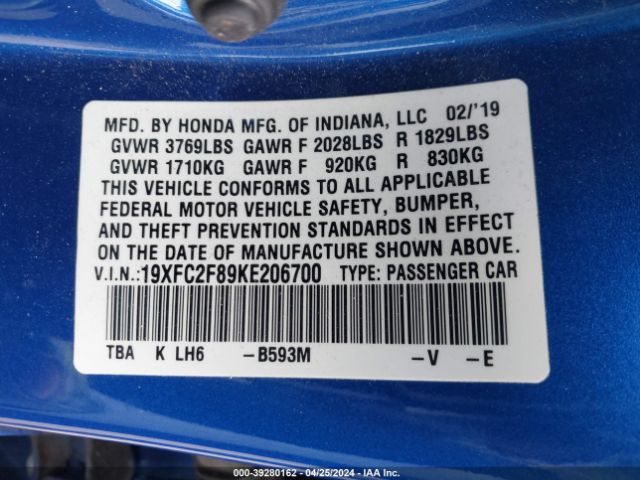 MFD. BY HONDA MFG. OF INDIANA, LLC 02/'19
GVWR 3769LBS GAWR F 2028LBS R 1829LBS
GVWR 1710KG GAWR F 920KG R 830KG
THIS VEHICLE CONFORMS TO ALL APPLICABLE
FEDERAL MOTOR VEHICLE SAFETY, BUMPER,
AND THEFT PREVENTION STANDARDS IN EFFECT
ON THE DATE OF MANUFACTURE SHOWN ABOVE.
V.I.N.:19XFC2F89KE206700 TYPE: PASSENGER CAR
TBA K LH6 -B593M -V -E
000-39280162 - 04/25/2024 - IAA Inc.